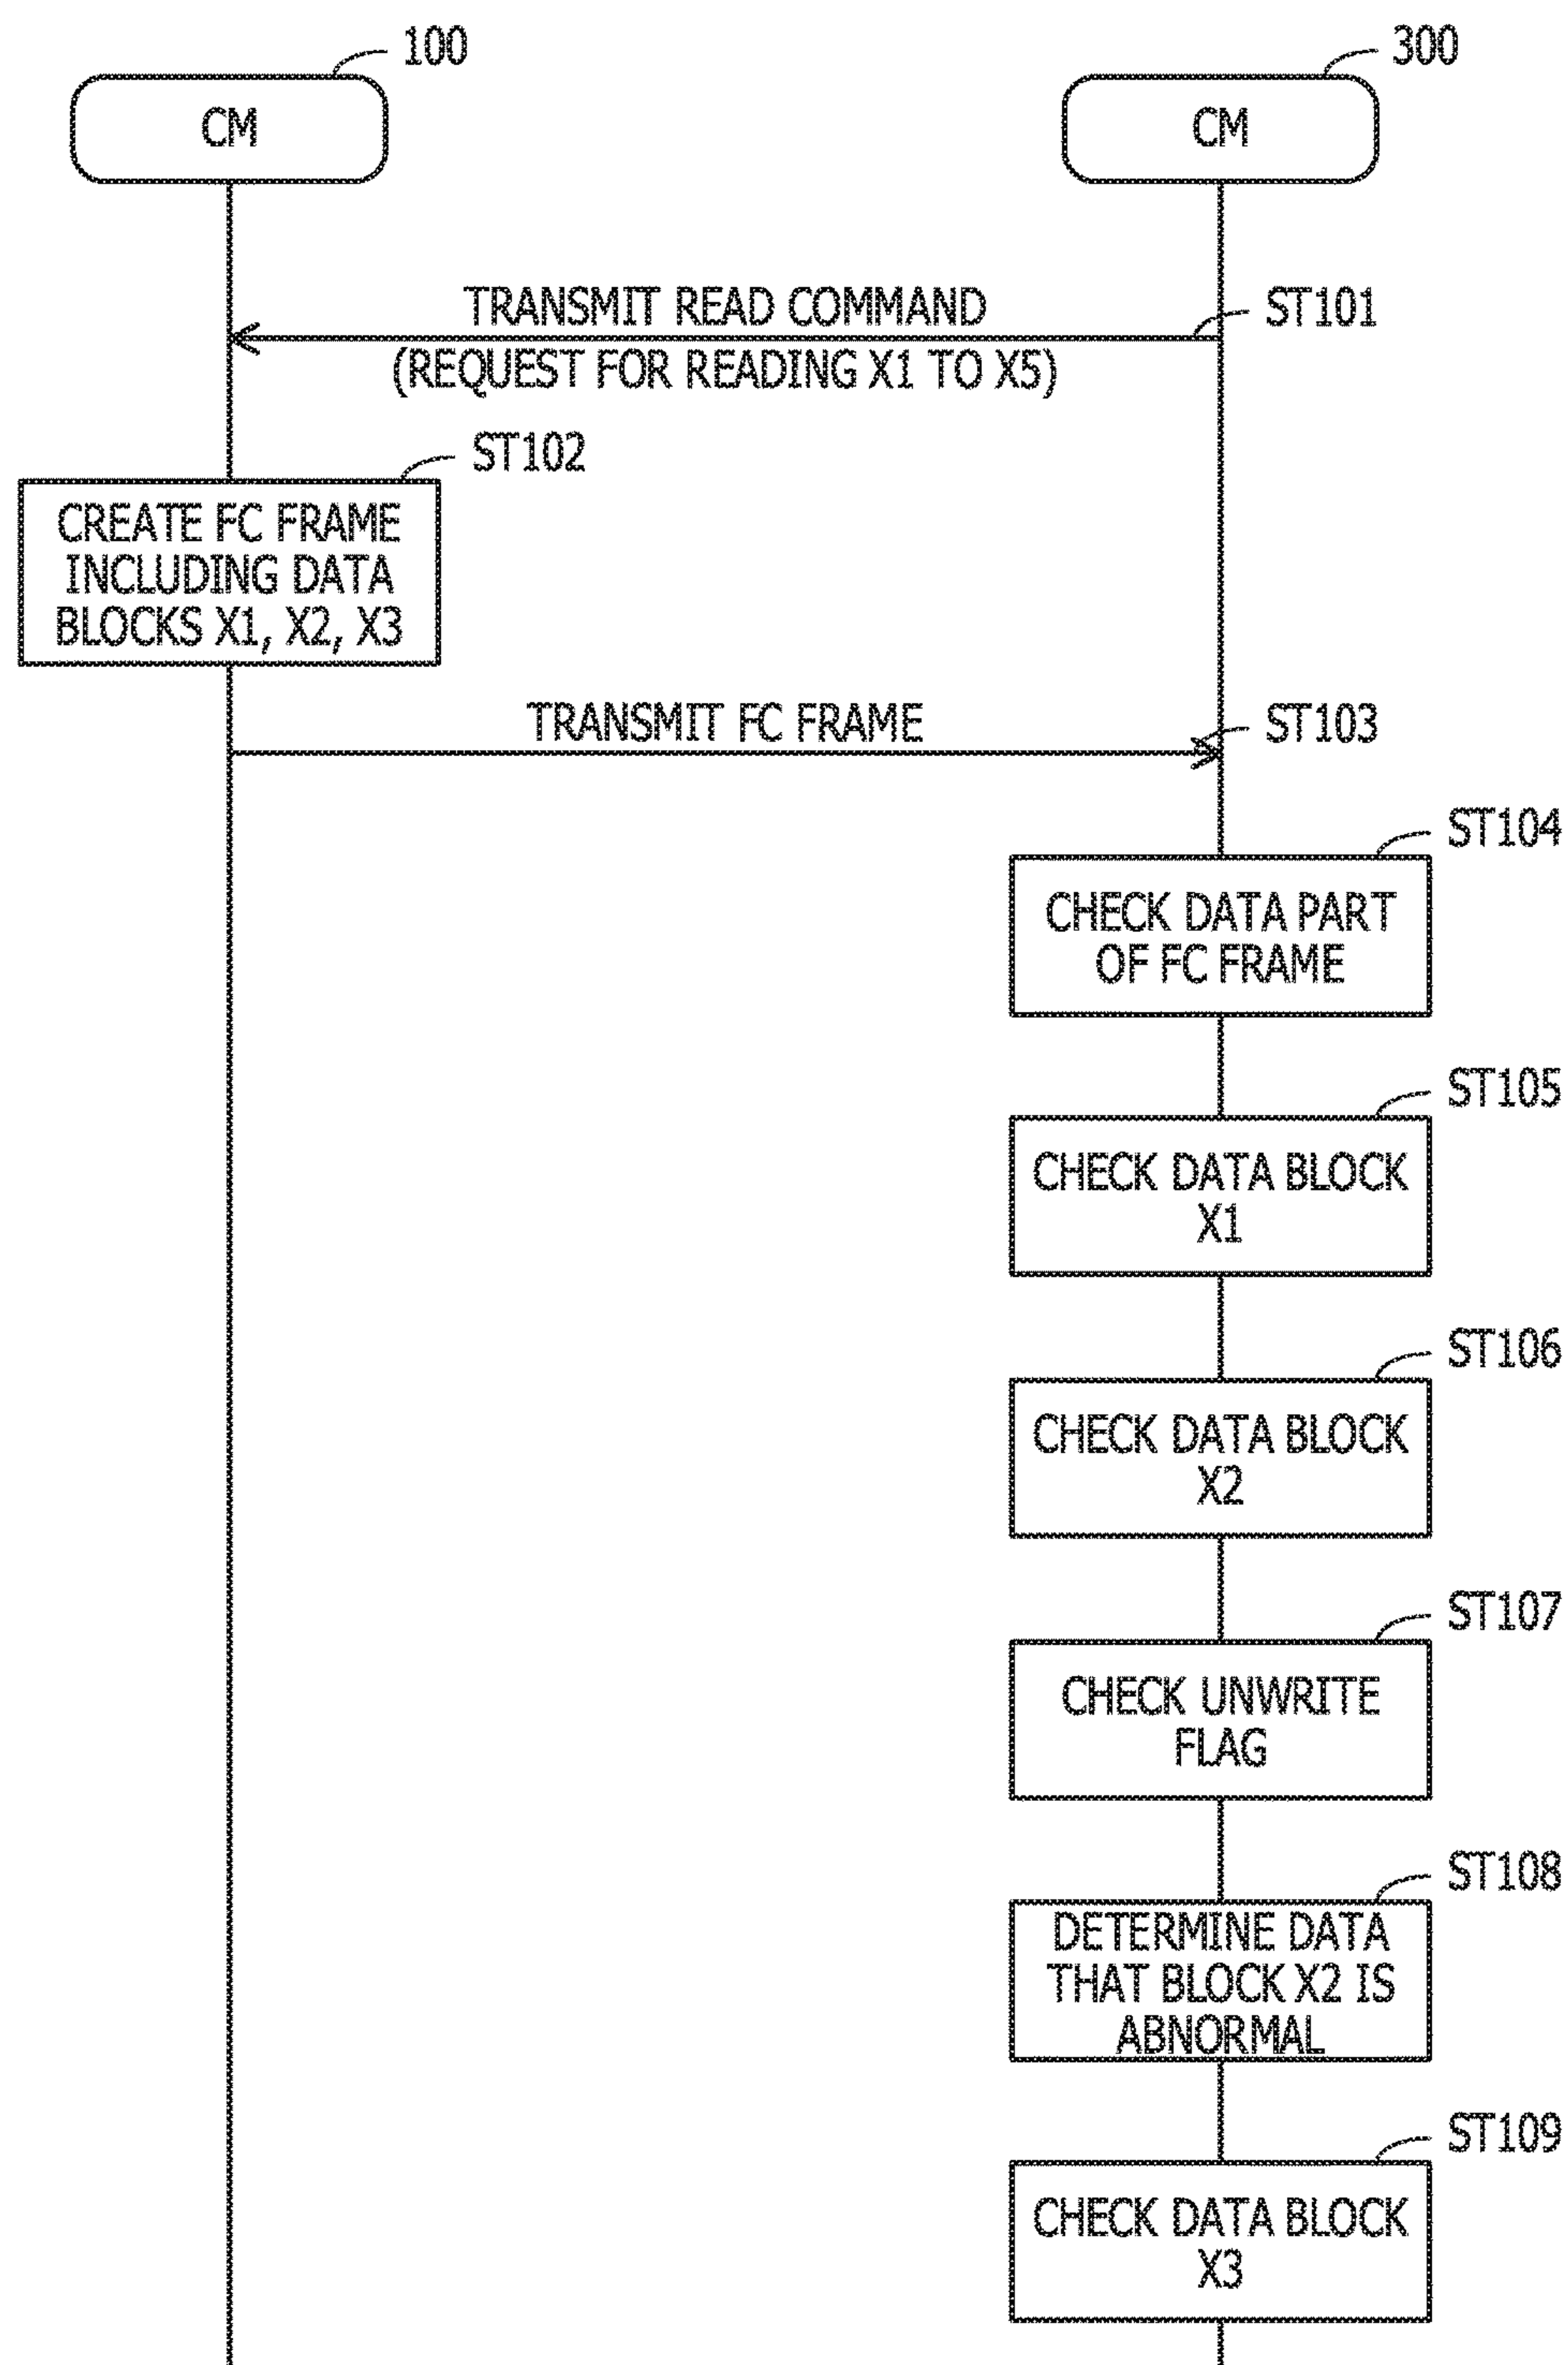 100
300
CM
CM
TRANSMIT READ COMMAND
ST101
(REQUEST FOR READING X1 TO X5)
ST102
CREATE FC FRAME
INCLUDING DATA
BLOCKS X1, X2, X3
TRANSMIT FC FRAME
ST103
ST104
CHECK DATA PART
OF FC FRAME
ST105
CHECK DATA BLOCK
X1
ST106
CHECK DATA BLOCK
X2
ST107
CHECK UNWRITE
FLAG
ST108
DETERMINE DATA
THAT BLOCK X2 IS
ABNORMAL
ST109
CHECK DATA BLOCK
X3